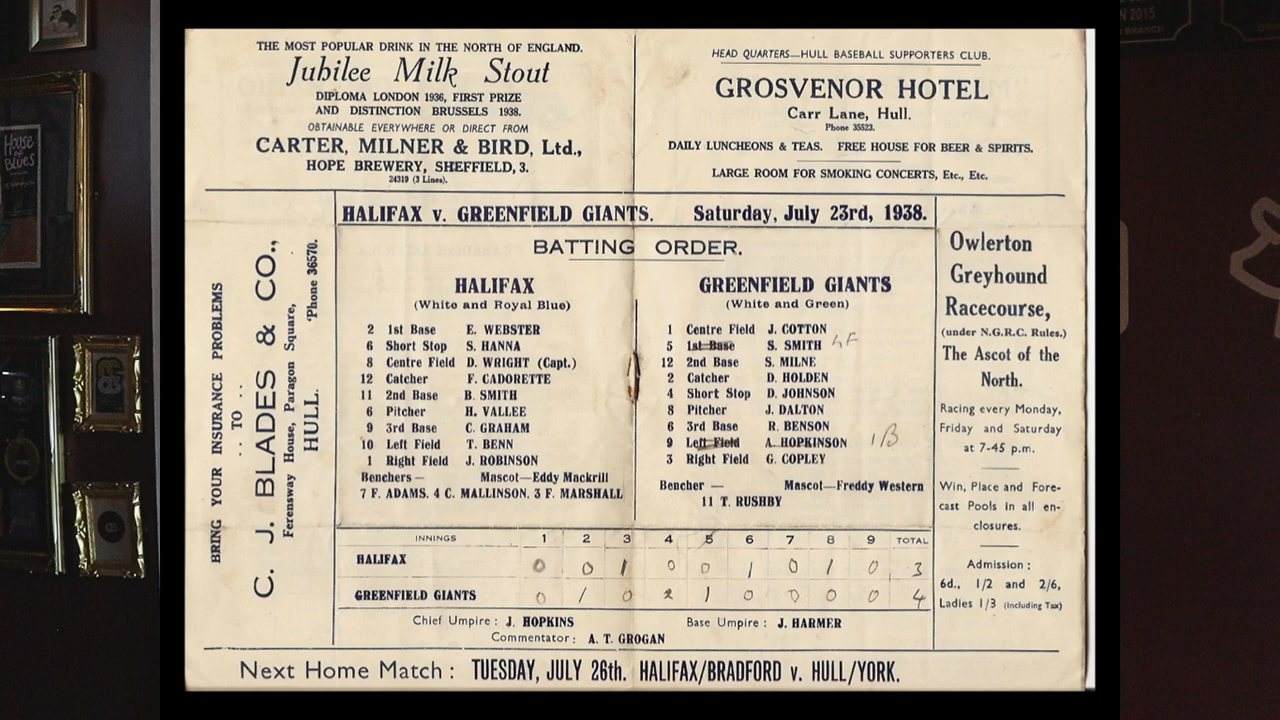 THE MOST POPULAR DRINK IN THE NORTH OF ENGLAND.
Jubilee Milk Stout
DIPLOMA LONDON 1936, FIRST PRIZE
AND DISTINCTION BRUSSELS 1938.
OBTAINABLE EVERYWHERE OR DIRECT FROM
CARTER, MILNER & BIRD, Ltd.,
HOPE BREWERY, SHEFFIELD, 3.
24319 (3 Lines).
HEAD QUARTERS—HULL BASEBALL SUPPORTERS CLUB.
GROSVENOR HOTEL
Carr Lane, Hull.
Phone 35523.
DAILY LUNCHEONS & TEAS. FREE HOUSE FOR BEER & SPIRITS.
LARGE ROOM FOR SMOKING CONCERTS, Etc., Etc.
BRING YOUR INSURANCE PROBLEMS
. . TO . .
C. J. BLADES & CO.,
Ferensway House, Paragon Square,
HULL. 'Phone 36570.
HALIFAX v. GREENFIELD GIANTS. Saturday, July 23rd, 1938.
BATTING ORDER.
HALIFAX
(White and Royal Blue)
2 1st Base E. WEBSTER
6 Short Stop S. HANNA
8 Centre Field D. WRIGHT (Capt.)
12 Catcher F. CADORETTE
11 2nd Base B. SMITH
6 Pitcher H. VALLEE
9 3rd Base C. GRAHAM
10 Left Field T. BENN
1 Right Field J. ROBINSON
Benchers — Mascot—Eddy Mackrill
7 F. ADAMS. 4 C. MALLINSON. 3 F. MARSHALL
GREENFIELD GIANTS
(White and Green)
1 Centre Field J. COTTON
5 1st Base S. SMITH LF
12 2nd Base S. MILNE
2 Catcher D. HOLDEN
4 Short Stop D. JOHNSON
8 Pitcher J. DALTON
6 3rd Base R. BENSON
9 Left Field A. HOPKINSON 1B
3 Right Field G. COPLEY
Bencher — Mascot—Freddy Western
11 T. RUSHBY
INNINGS 1 2 3 4 5 6 7 8 9 TOTAL
HALIFAX 0 0 1 0 0 1 0 1 0 3
GREENFIELD GIANTS 0 1 0 2 1 0 0 0 0 4
Chief Umpire : J. HOPKINS Base Umpire : J. HARMER
Commentator : A. T. GROGAN
Owlerton
Greyhound
Racecourse,
(under N.G.R.C. Rules.)
The Ascot of the
North.
Racing every Monday,
Friday and Saturday
at 7-45 p.m.
Win, Place and Fore-
cast Pools in all en-
closures.
Admission :
6d., 1/2 and 2/6,
Ladies 1/3 (including Tax)
Next Home Match : TUESDAY, JULY 26th. HALIFAX/BRADFORD v. HULL/YORK.
House of
Blues
N 2015
BRANCH